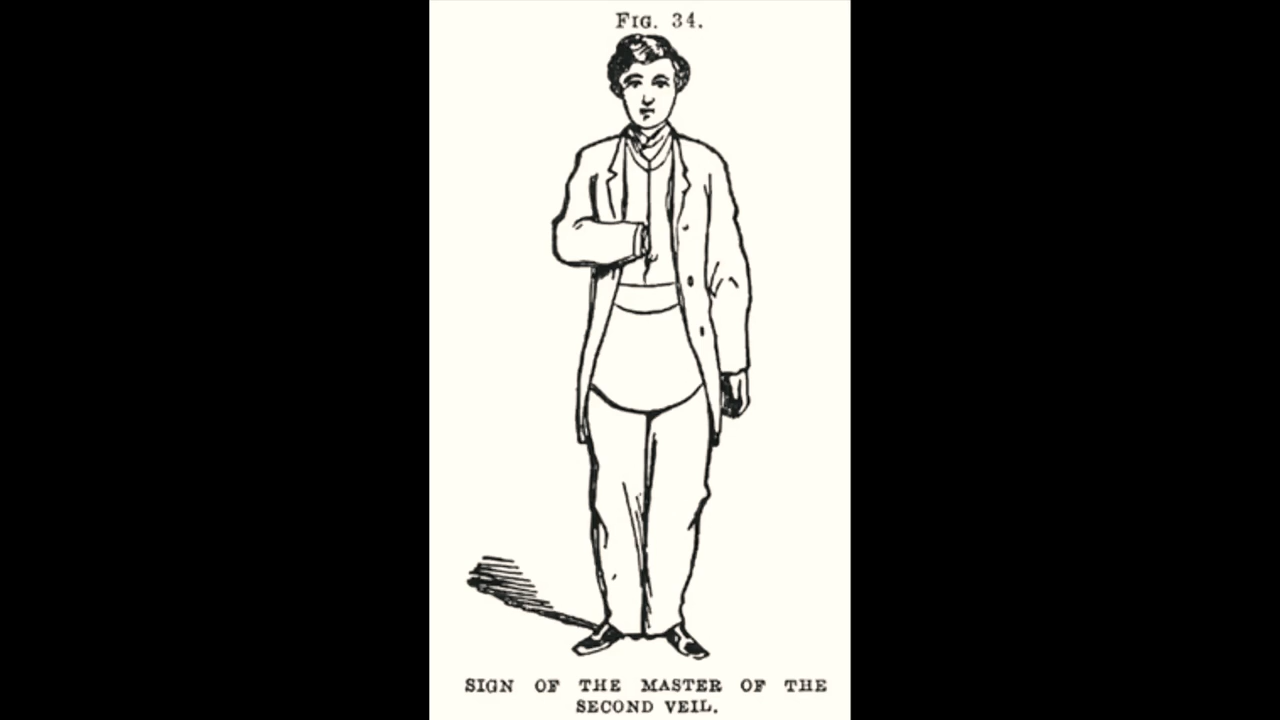 FIG. 34.
SIGN OF THE MASTER OF THE
SECOND VEIL.